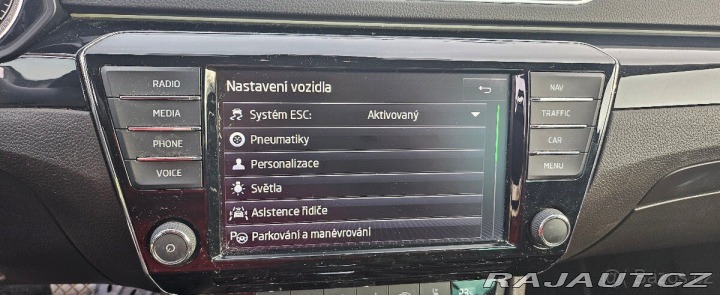 RADIO
MEDIA
PHONE
VOICE
Nastavení vozidla
Systém ESC: Aktivovaný
Pneumatiky
Personalizace
Světla
Asistence řidiče
Parkování a manévrování
NAV
TRAFFIC
CAR
MENU
RAJAUT.CZ